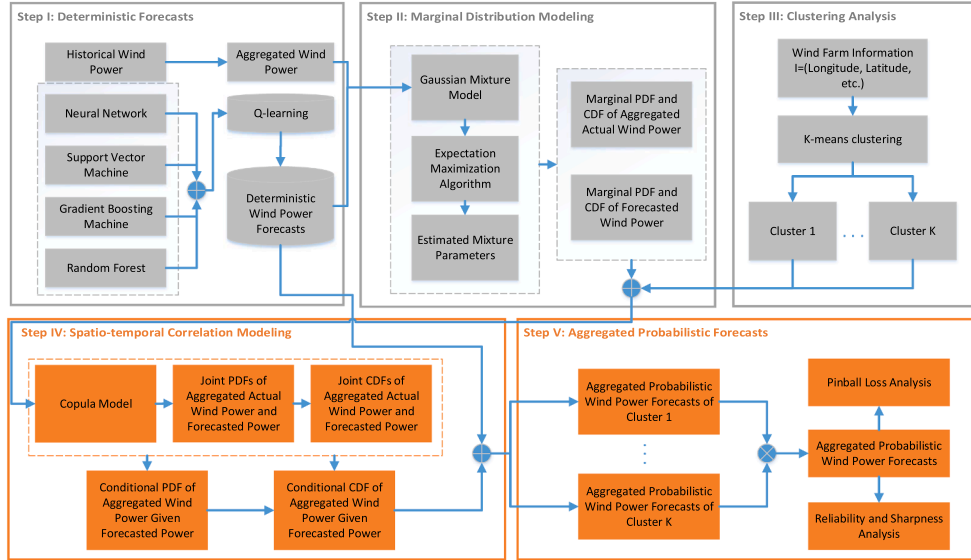 Step I: Deterministic Forecasts
Historical Wind
Power
Aggregated Wind
Power
Neural Network
Q-learning
Support Vector
Machine
Gradient Boosting
Machine
Deterministic
Wind Power
Forecasts
Random Forest
Step II: Marginal Distribution Modeling
Gaussian Mixture
Model
Expectation
Maximization
Algorithm
Estimated Mixture
Parameters
Marginal PDF and
CDF of Aggregated
Actual Wind Power
Marginal PDF and
CDF of Forecasted
Wind Power
Step III: Clustering Analysis
Wind Farm Information
I=(Longitude, Latitude,
etc.)
K-means clustering
Cluster 1
...
Cluster K
Step IV: Spatio-temporal Correlation Modeling
Copula Model
Joint PDFs of
Aggregated Actual
Wind Power and
Forecasted Power
Joint CDFs of
Aggregated Actual
Wind Power and
Forecasted Power
Conditional PDF of
Aggregated Wind
Power Given
Forecasted Power
Conditional CDF of
Aggregated Wind
Power Given
Forecasted Power
Step V: Aggregated Probabilistic Forecasts
Aggregated Probabilistic
Wind Power Forecasts of
Cluster 1
...
Aggregated Probabilistic
Wind Power Forecasts of
Cluster K
Pinball Loss Analysis
Aggregated Probabilistic
Wind Power Forecasts
Reliability and Sharpness
Analysis